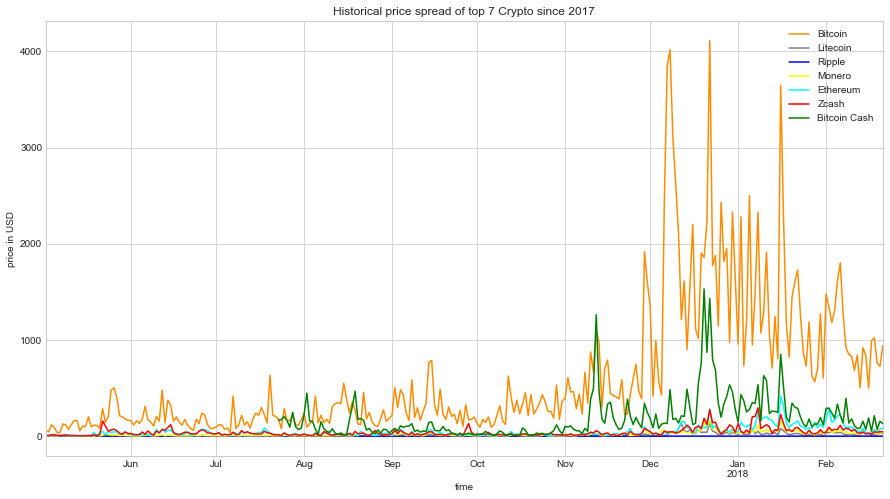 Historical price spread of top 7 Crypto since 2017
Bitcoin
Litecoin
Ripple
Monero
Ethereum
Zcash
Bitcoin Cash
4000
3000
2000
1000
0
price in USD
Jun Jul Aug Sep Oct Nov Dec Jan Feb
2018
time